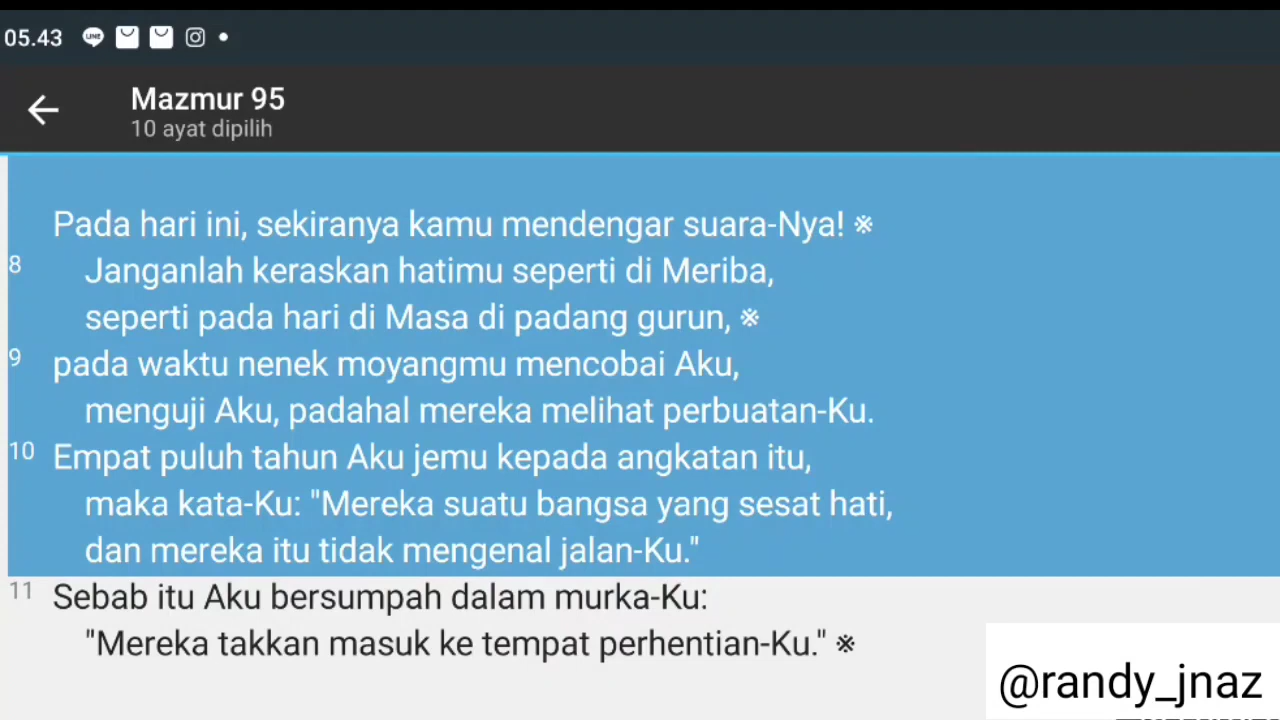 05.43 LINE
Mazmur 95
10 ayat dipilih
Pada hari ini, sekiranya kamu mendengar suara-Nya! ※
8 Janganlah keraskan hatimu seperti di Meriba,
seperti pada hari di Masa di padang gurun, ※
9 pada waktu nenek moyangmu mencobai Aku,
menguji Aku, padahal mereka melihat perbuatan-Ku.
10 Empat puluh tahun Aku jemu kepada angkatan itu,
maka kata-Ku: "Mereka suatu bangsa yang sesat hati,
dan mereka itu tidak mengenal jalan-Ku."
11 Sebab itu Aku bersumpah dalam murka-Ku:
"Mereka takkan masuk ke tempat perhentian-Ku." ※
@randy_jnaz